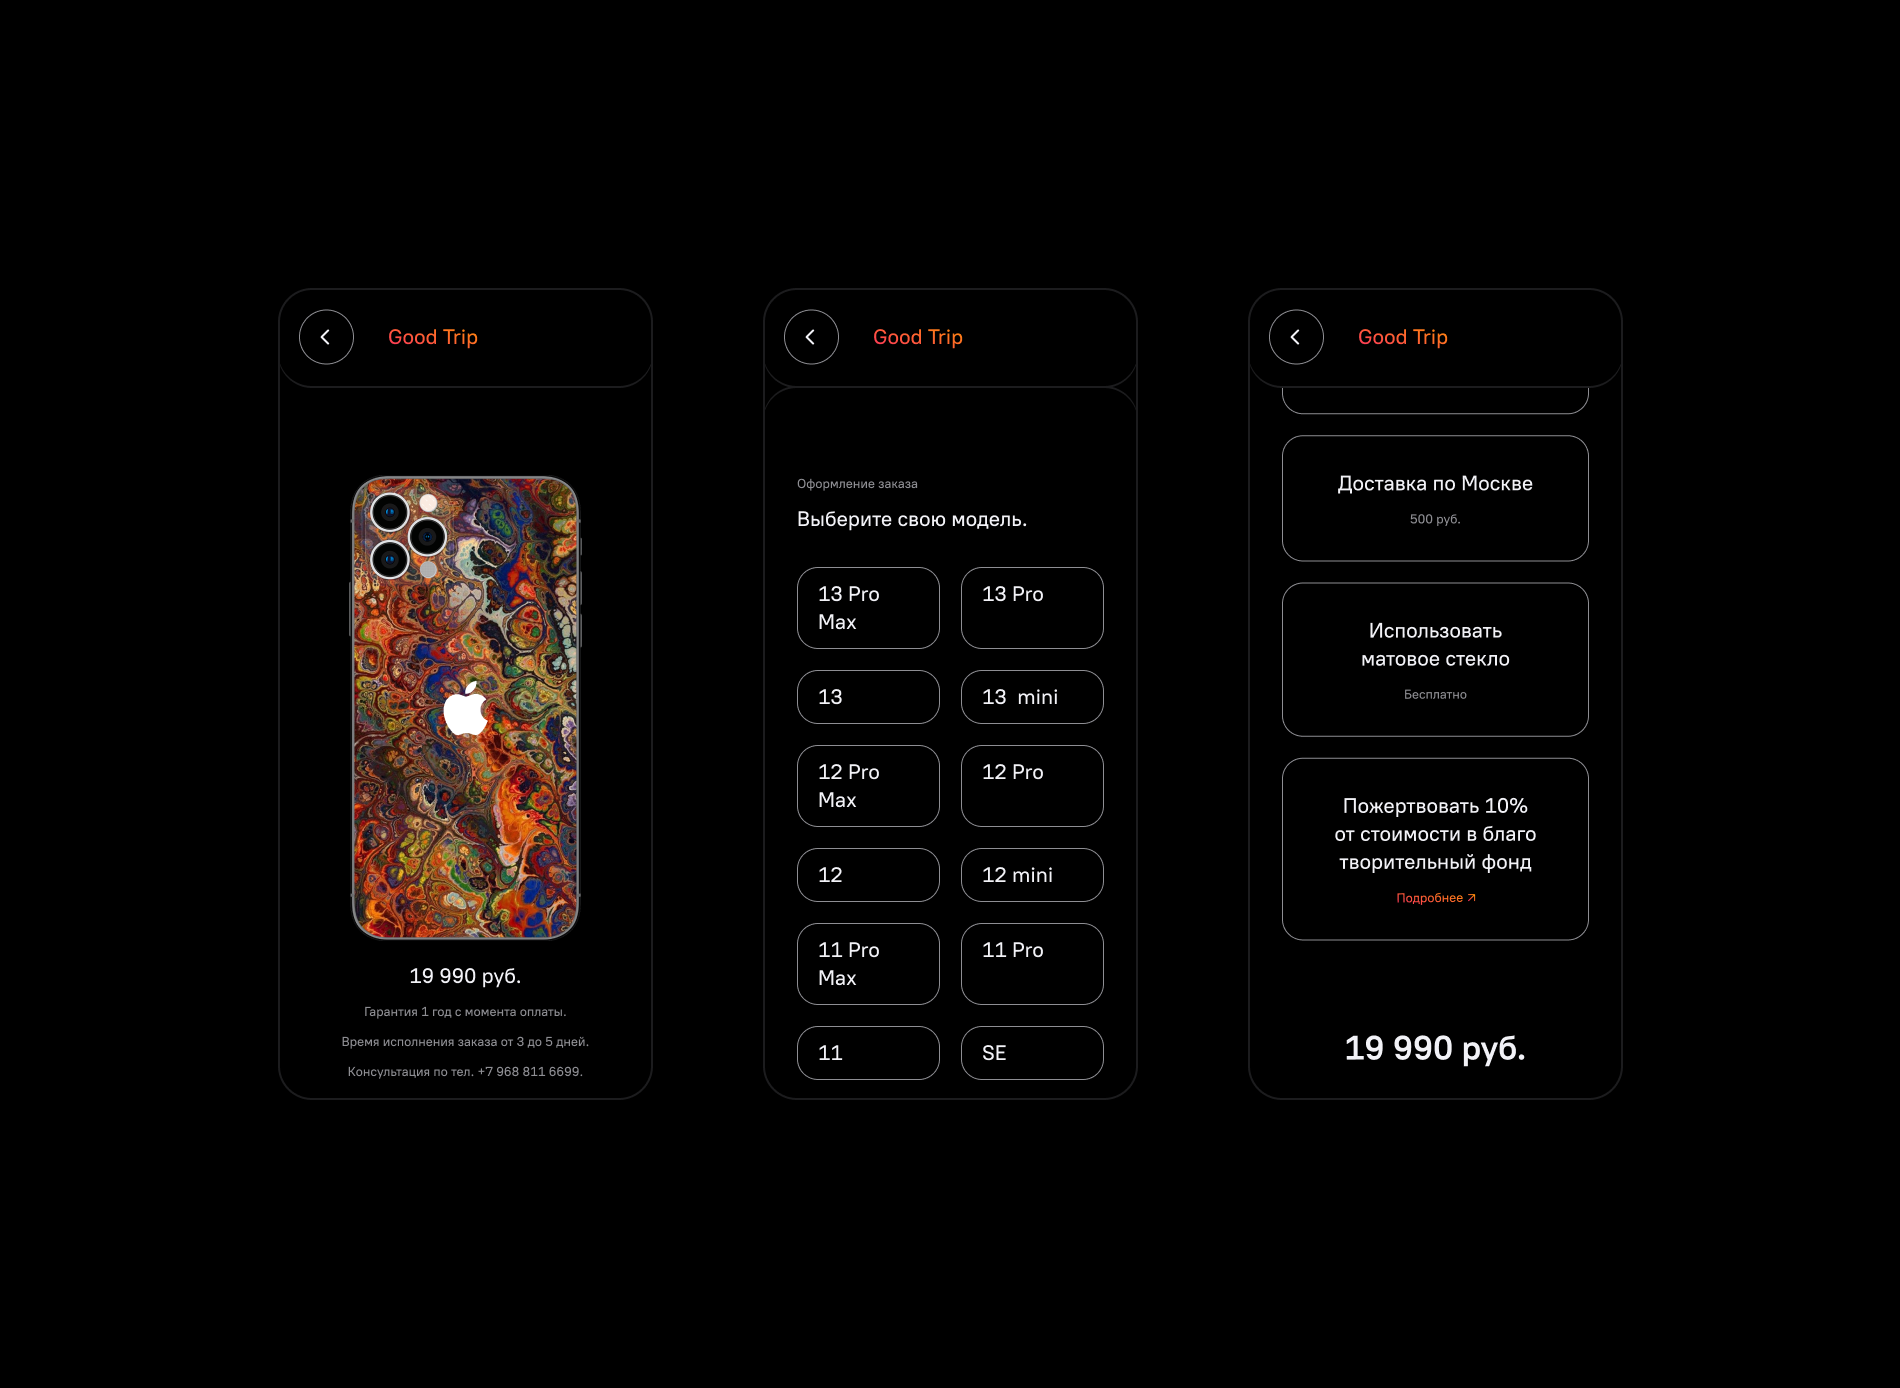 Good Trip
19 990 руб.
Гарантия 1 год с момента оплаты.
Время исполнения заказа от 3 до 5 дней.
Консультация по тел. +7 968 811 6699.
Good Trip
Оформление заказа
Выберите свою модель.
13 Pro
Max
13 Pro
13
13 mini
12 Pro
Max
12 Pro
12
12 mini
11 Pro
Max
11 Pro
11
SE
Good Trip
Доставка по Москве
500 руб.
Использовать
матовое стекло
Бесплатно
Пожертвовать 10%
от стоимости в благо
творительный фонд
Подробнее ↗
19 990 руб.